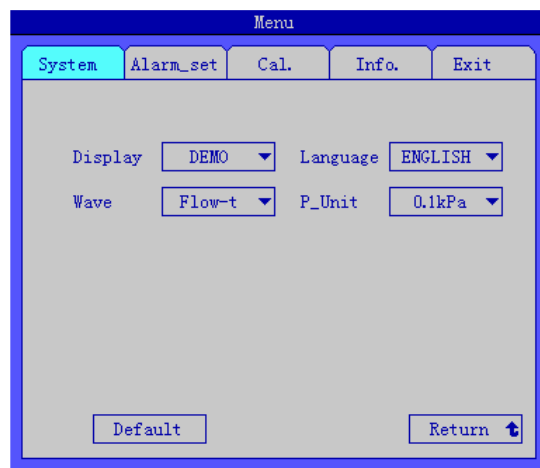 Menu
System Alarm_set Cal. Info. Exit
Display DEMO Language ENGLISH
Wave Flow-t P_Unit 0.1kPa
Default Return